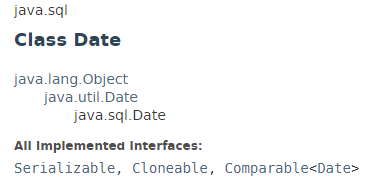 java.sql
Class Date
java.lang.Object
java.util.Date
java.sql.Date
All Implemented Interfaces:
Serializable, Cloneable, Comparable<Date>